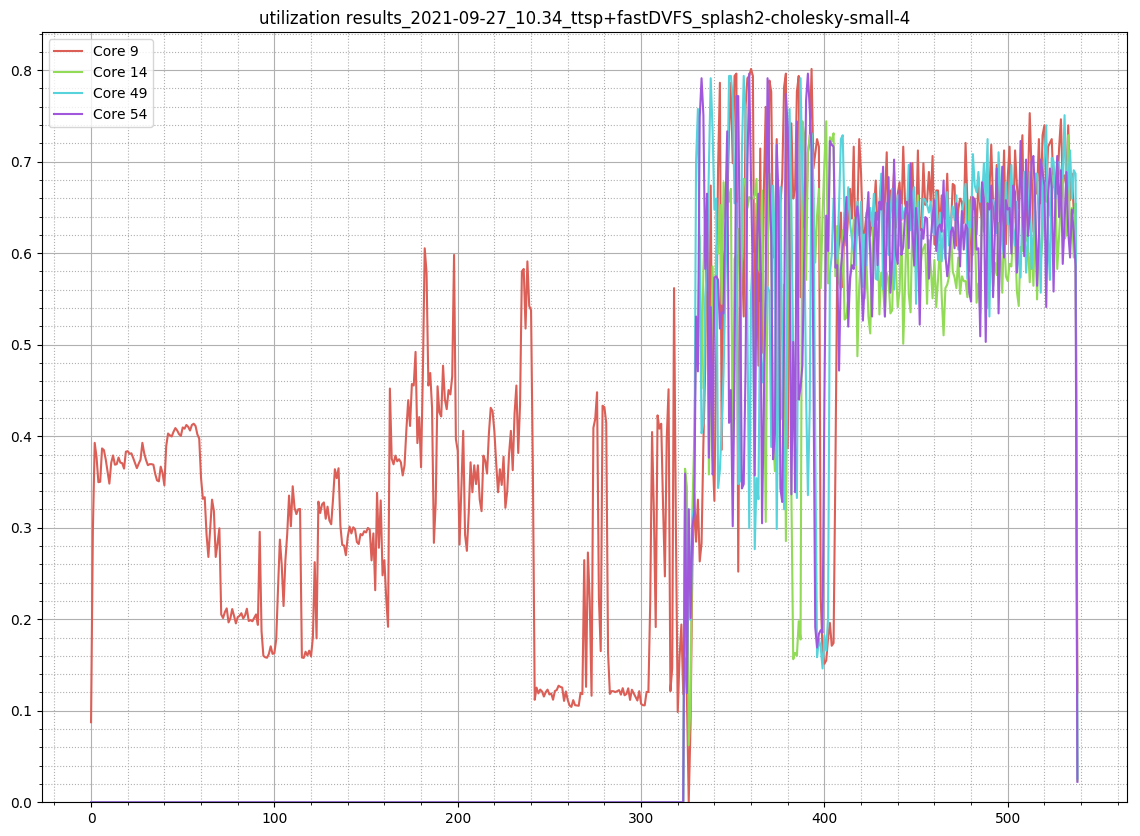 utilization results_2021-09-27_10.34_ttsp+fastDVFS_splash2-cholesky-small-4
Core 9
Core 14
Core 49
Core 54
0.8
0.7
0.6
0.5
0.4
0.3
0.2
0.1
0.0
0 100 200 300 400 500